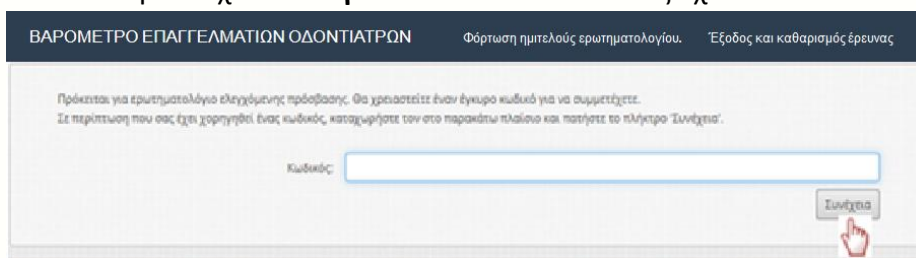 ΒΑΡΟΜΕΤΡΟ ΕΠΑΓΓΕΛΜΑΤΙΩΝ ΟΔΟΝΤΙΑΤΡΩΝ Φόρτωση ημιτελούς ερωτηματολογίου. Έξοδος και καθαρισμός έρευνας
Πρόκειται για ερωτηματολόγιο ελεγχόμενης πρόσβασης. Θα χρειαστείτε έναν έγκυρο κωδικό για να συμμετέχετε.
Σε περίπτωση που σας έχει χορηγηθεί ένας κωδικός, καταχωρήστε τον στο παρακάτω πλαίσιο και πατήστε το πλήκτρο 'Συνέχεια'.
Κωδικός:
Συνέχεια